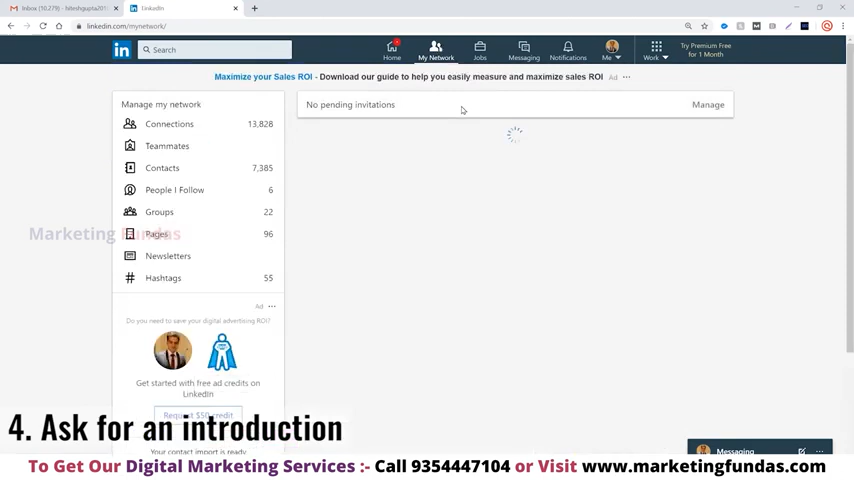 Inbox (10,279) - hiteshgupta201
LinkedIn
linkedin.com/mynetwork/
in
Search
Home
My Network
Jobs
Messaging
Notifications
Me
Work
Try Premium Free
for 1 Month
Maximize your Sales ROI - Download our guide to help you easily measure and maximize sales ROI Ad
Manage my network
Connections 13,828
Teammates
Contacts 7,385
People I Follow 6
Groups 22
Pages 96
Newsletters
Hashtags 55
No pending invitations
Manage
Marketing Fundas
Ad
Do you need to save your digital advertising ROI?
Get started with free ad credits on
LinkedIn
Request $50 credit
Your contact import is ready
Messaging
4. Ask for an introduction
To Get Our Digital Marketing Services :- Call 9354447104 or Visit www.marketingfundas.com